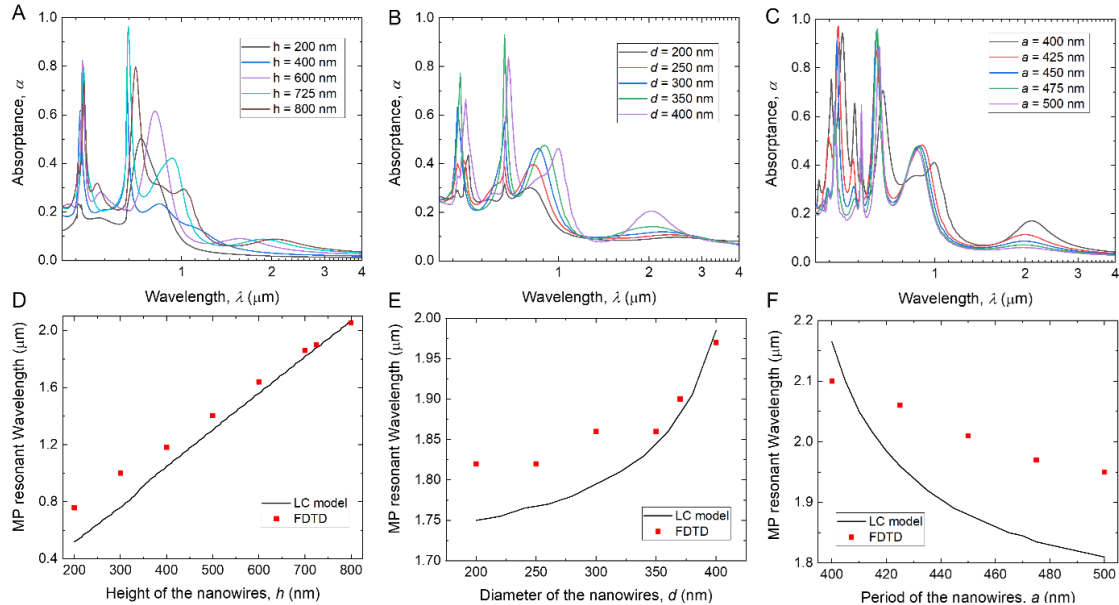 A
Absorptance, α
1.0
0.8
0.6
0.4
0.2
0.0
h = 200 nm
h = 400 nm
h = 600 nm
h = 725 nm
h = 800 nm
1 2 3 4
Wavelength, λ (μm)
B
Absorptance, α
1.0
0.8
0.6
0.4
0.2
0.0
d = 200 nm
d = 250 nm
d = 300 nm
d = 350 nm
d = 400 nm
1 2 3 4
Wavelength, λ (μm)
C
Absorptance, α
1.0
0.8
0.6
0.4
0.2
0.0
a = 400 nm
a = 425 nm
a = 450 nm
a = 475 nm
a = 500 nm
1 2 3 4
Wavelength, λ (μm)
D
MP resonant Wavelength (μm)
2.0
1.6
1.2
0.8
0.4
LC model
FDTD
200 300 400 500 600 700 800
Height of the nanowires, h (nm)
E
MP resonant Wavelength (μm)
2.00
1.95
1.90
1.85
1.80
1.75
1.70
LC model
FDTD
200 250 300 350 400
Diameter of the nanowires, d (nm)
F
MP resonant Wavelength (μm)
2.2
2.1
2.0
1.9
1.8
LC model
FDTD
400 420 440 460 480 500
Period of the nanowires, a (nm)